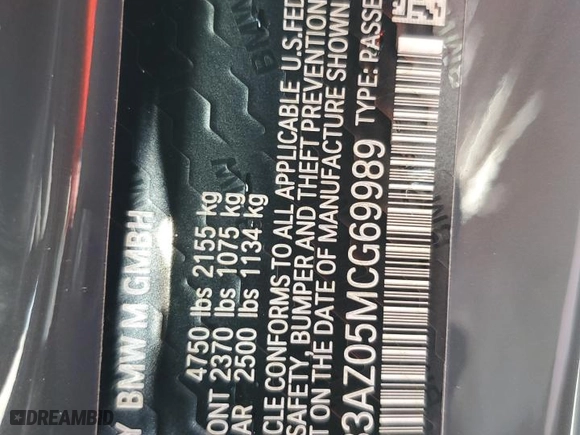 Y BMW M GMBH
4750 lbs 2155 kg
ONT 2370 lbs 1075 kg
AR 2500 lbs 1134 kg
CLE CONFORMS TO ALL APPLICABLE U.S. FED
SAFETY, BUMPER AND THEFT PREVENTION
N THE DATE OF MANUFACTURE SHOWN
3AZ05MCG69989 TYPE: PASSE
DREAMBID